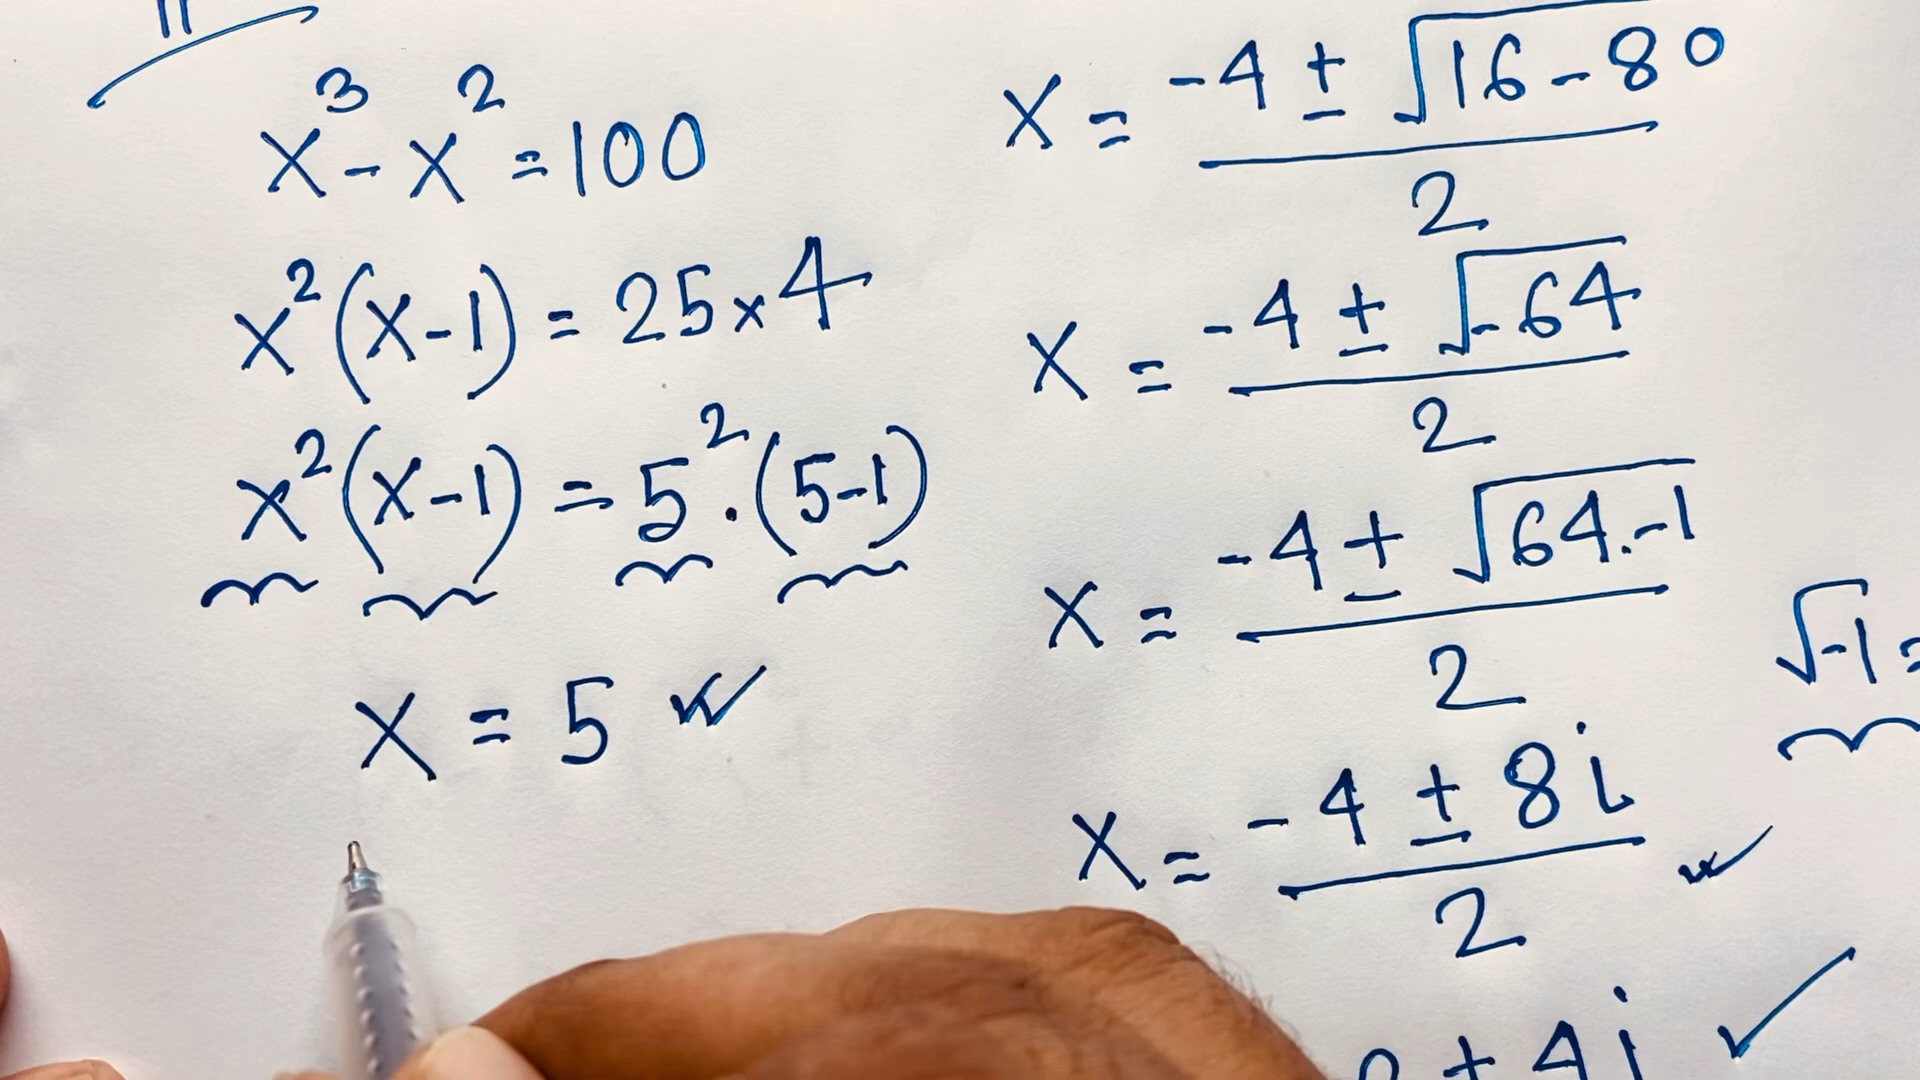 x³ - x² = 100
x²(x-1) = 25×4
x²(x-1) = 5².(5-1)
x = 5
x = (-4 ± √(16-80))/2
x = (-4 ± √-64)/2
x = (-4 ± √(64.-1))/2
√-1 =
x = (-4 ± 8i)/2
± 4i